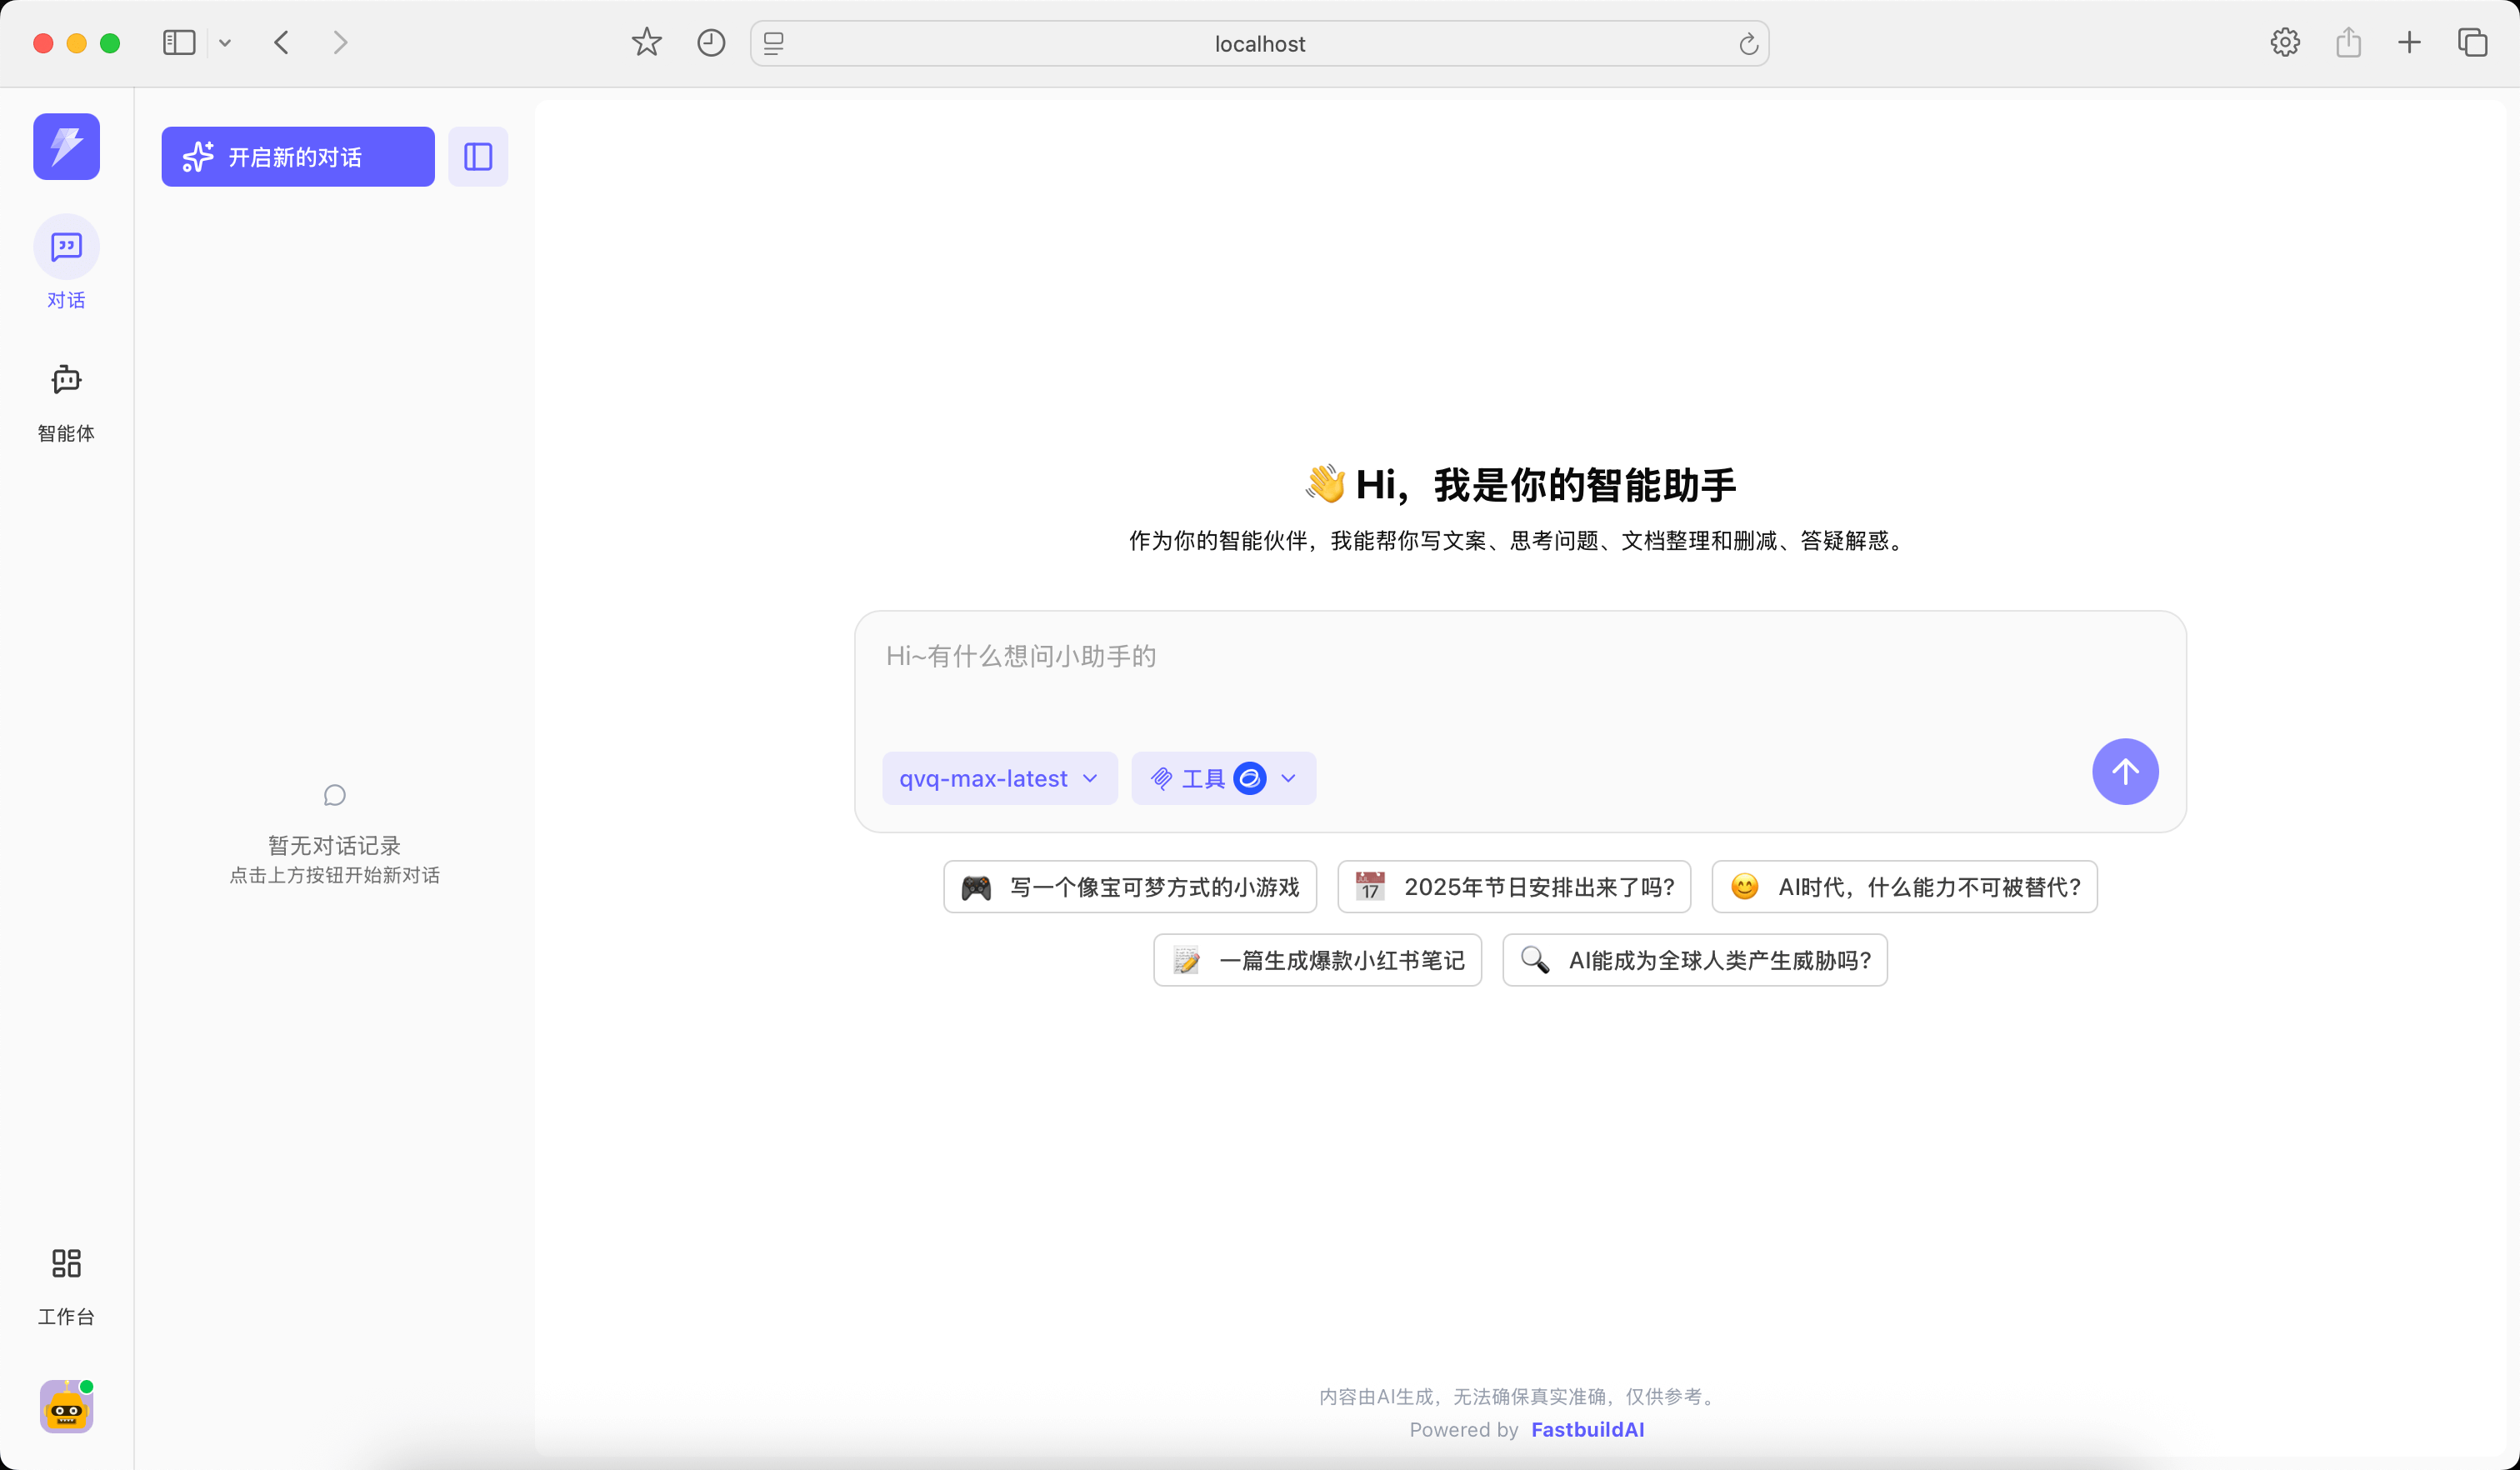 localhost
开启新的对话
对话
智能体
暂无对话记录
点击上方按钮开始新对话
工作台
👋 Hi，我是你的智能助手
作为你的智能伙伴，我能帮你写文案、思考问题、文档整理和删减、答疑解惑。
Hi~有什么想问小助手的
qvq-max-latest
工具
🎮 写一个像宝可梦方式的小游戏
📅 2025年节日安排出来了吗?
😊 AI时代，什么能力不可被替代?
📝 一篇生成爆款小红书笔记
🔍 AI能成为全球人类产生威胁吗?
内容由AI生成，无法确保真实准确，仅供参考。
Powered by FastbuildAI